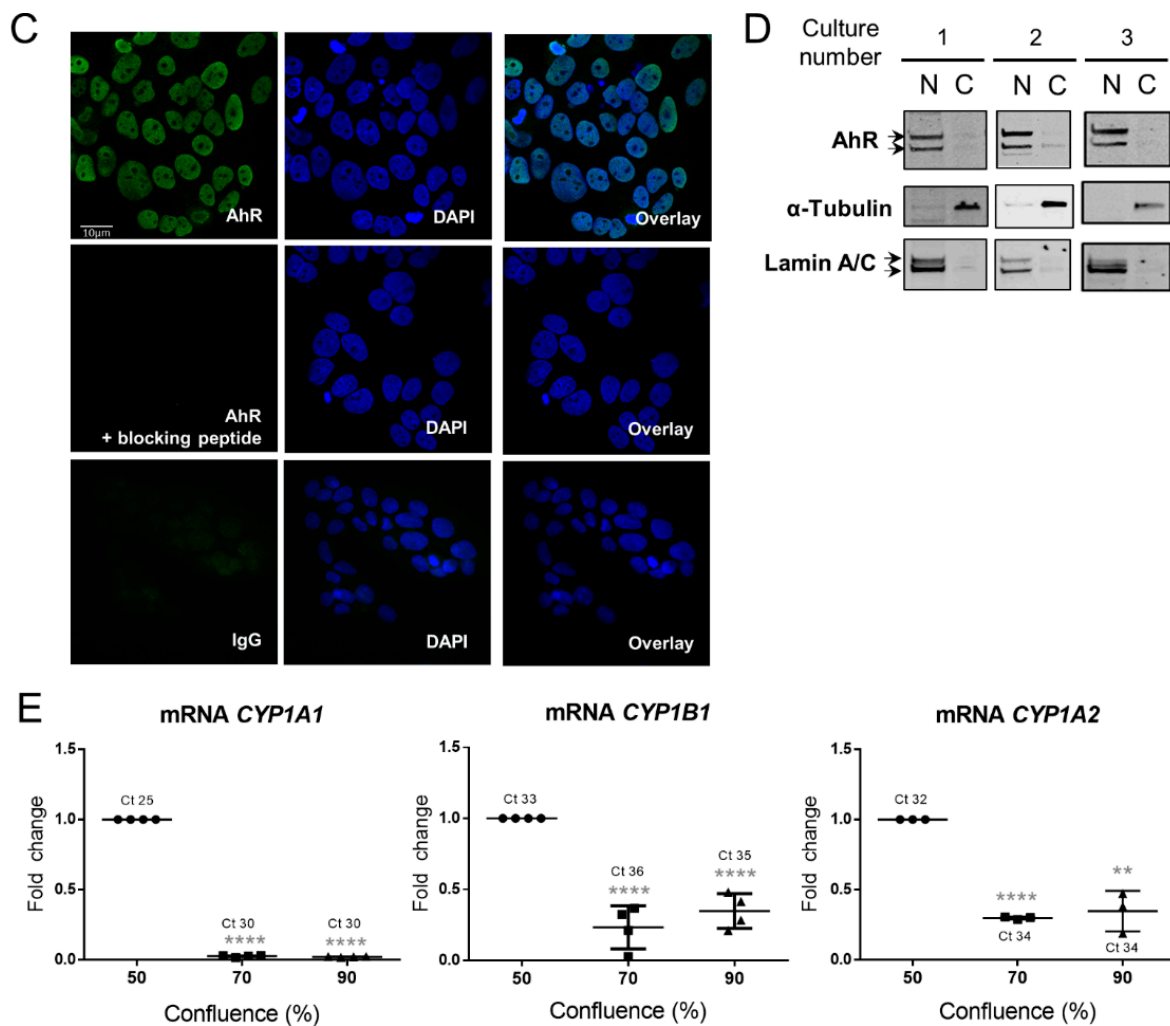 C
AhR
10µm
DAPI
Overlay
AhR
+ blocking peptide
DAPI
Overlay
IgG
DAPI
Overlay
D
Culture
number
1 2 3
N C N C N C
AhR
α-Tubulin
Lamin A/C
E
mRNA CYP1A1
Fold change
1.5
1.0
0.5
0.0
Ct 25
Ct 30
****
Ct 30
****
50 70 90
Confluence (%)
mRNA CYP1B1
Fold change
1.5
1.0
0.5
0.0
Ct 33
Ct 36
****
Ct 35
****
50 70 90
Confluence (%)
mRNA CYP1A2
Fold change
1.5
1.0
0.5
0.0
Ct 32
****
Ct 34
**
Ct 34
50 70 90
Confluence (%)